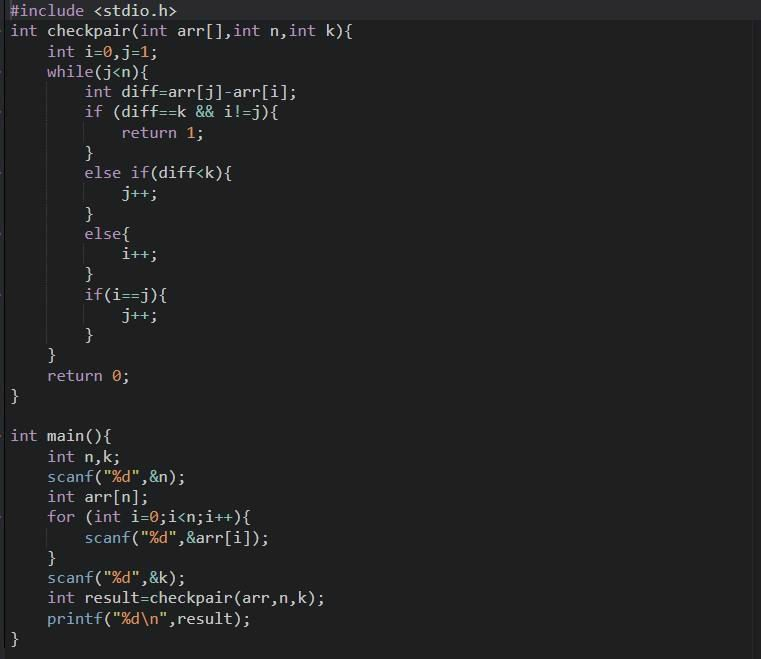 #include <stdio.h>
int checkpair(int arr[],int n,int k){
    int i=0,j=1;
    while(j<n){
        int diff=arr[j]-arr[i];
        if (diff==k && i!=j){
            return 1;
        }
        else if(diff<k){
            j++;
        }
        else{
            i++;
        }
        if(i==j){
            j++;
        }
    }
    return 0;
}

int main(){
    int n,k;
    scanf("%d",&n);
    int arr[n];
    for (int i=0;i<n;i++){
        scanf("%d",&arr[i]);
    }
    scanf("%d",&k);
    int result=checkpair(arr,n,k);
    printf("%d\n",result);
}